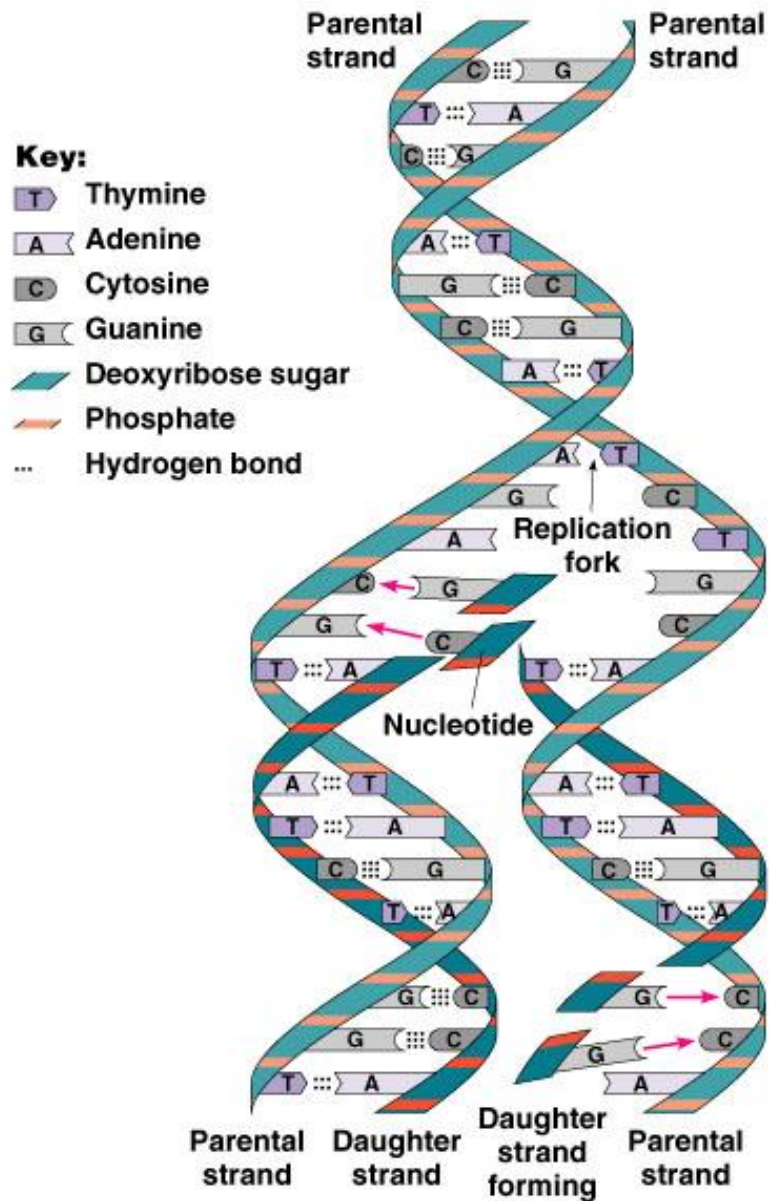 Parental
strand
Parental
strand
C G
T A
C G
Key:
T Thymine
A Adenine
C Cytosine
G Guanine
Deoxyribose sugar
Phosphate
Hydrogen bond
A T
G C
C G
A T
A T
G C
Replication
fork
A T
C G G
G C C
T A T A
Nucleotide
A T A T
T A T A
C G C G
T A T A
G C G C
G C G C
T A A
Parental
strand
Daughter
strand
Daughter
strand
forming
Parental
strand